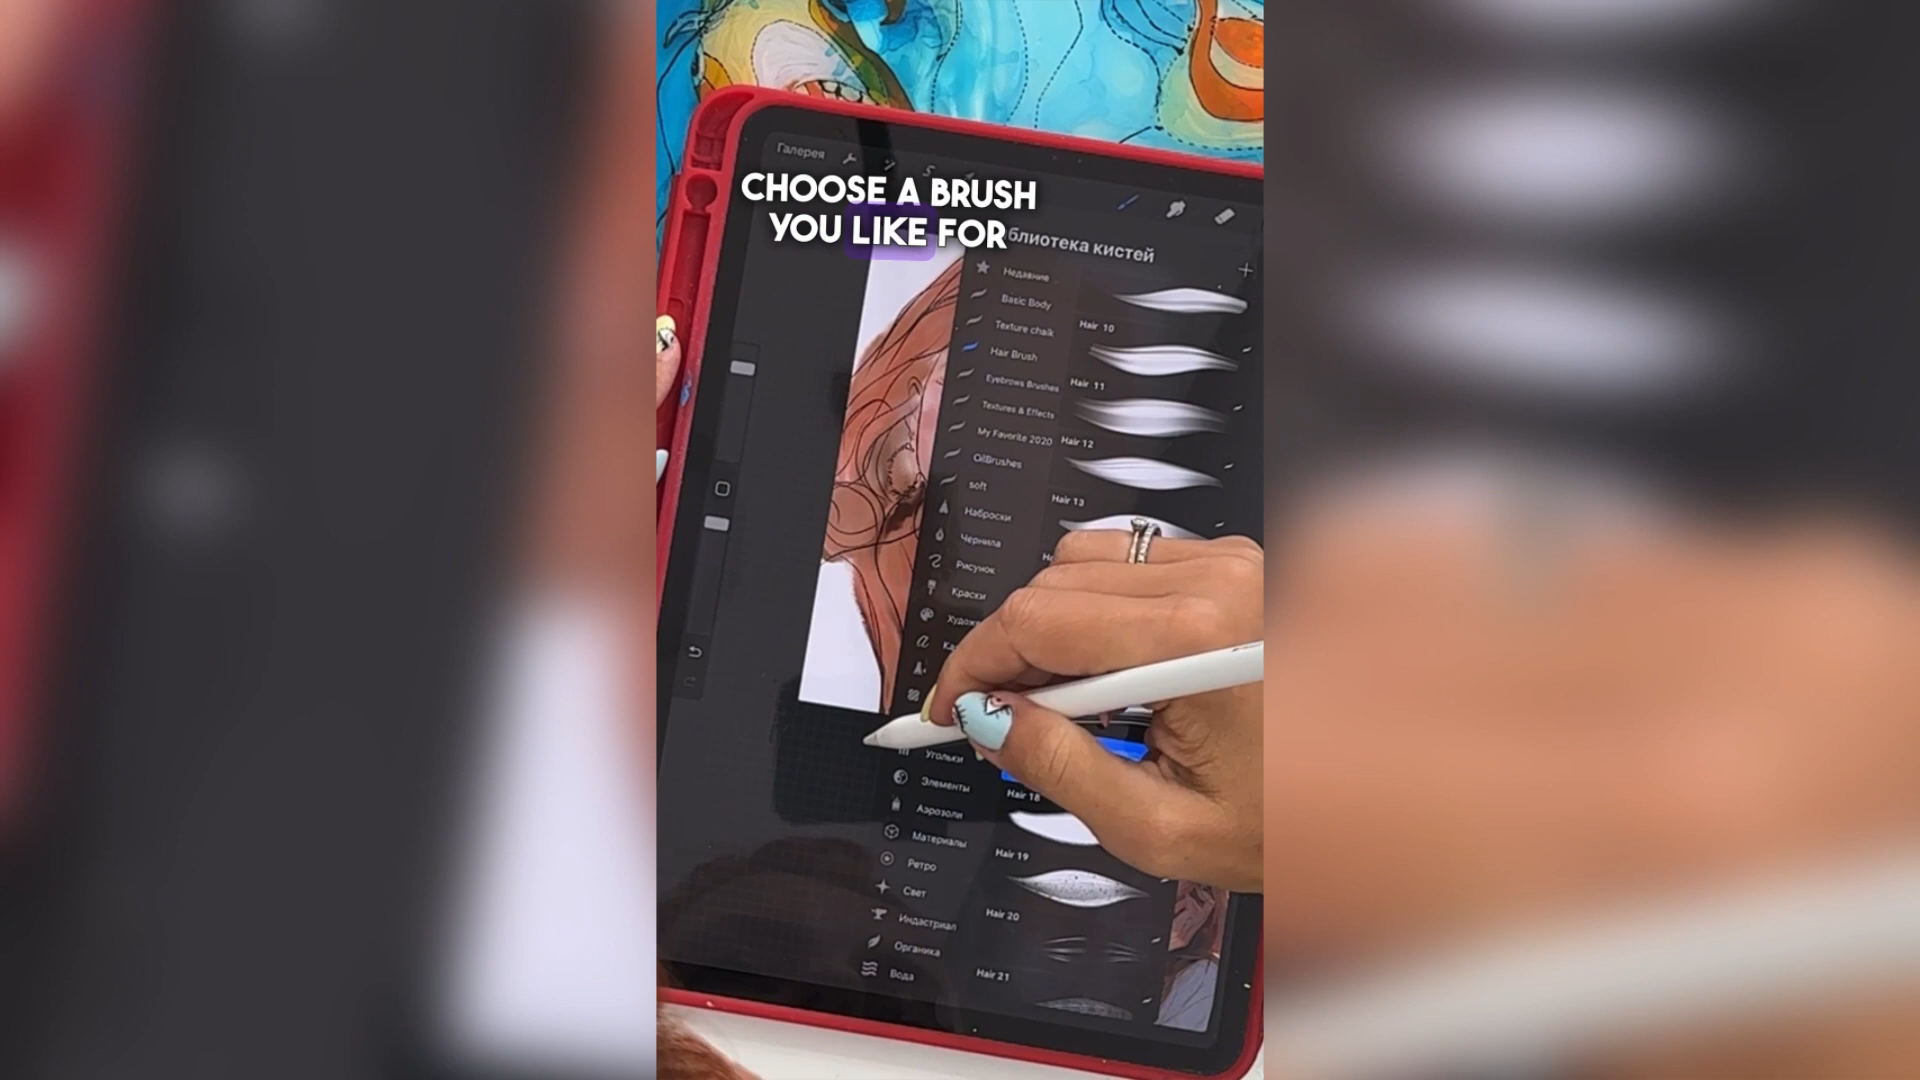 Галерея
CHOOSE A BRUSH
YOU LIKE FOR
блиотека кистей
Недавние
Basic Body
Texture chalk
Hair Brush
Eyebrows Brushes
Textures & Effects
My Favorite 2020
OilBrushes
soft
Наброски
Чернила
Рисунок
Краски
Угольки
Элементы
Аэрозоли
Материалы
Ретро
Свет
Индастриал
Органика
Вода
Hair 10
Hair 11
Hair 12
Hair 13
Hair 18
Hair 19
Hair 20
Hair 21